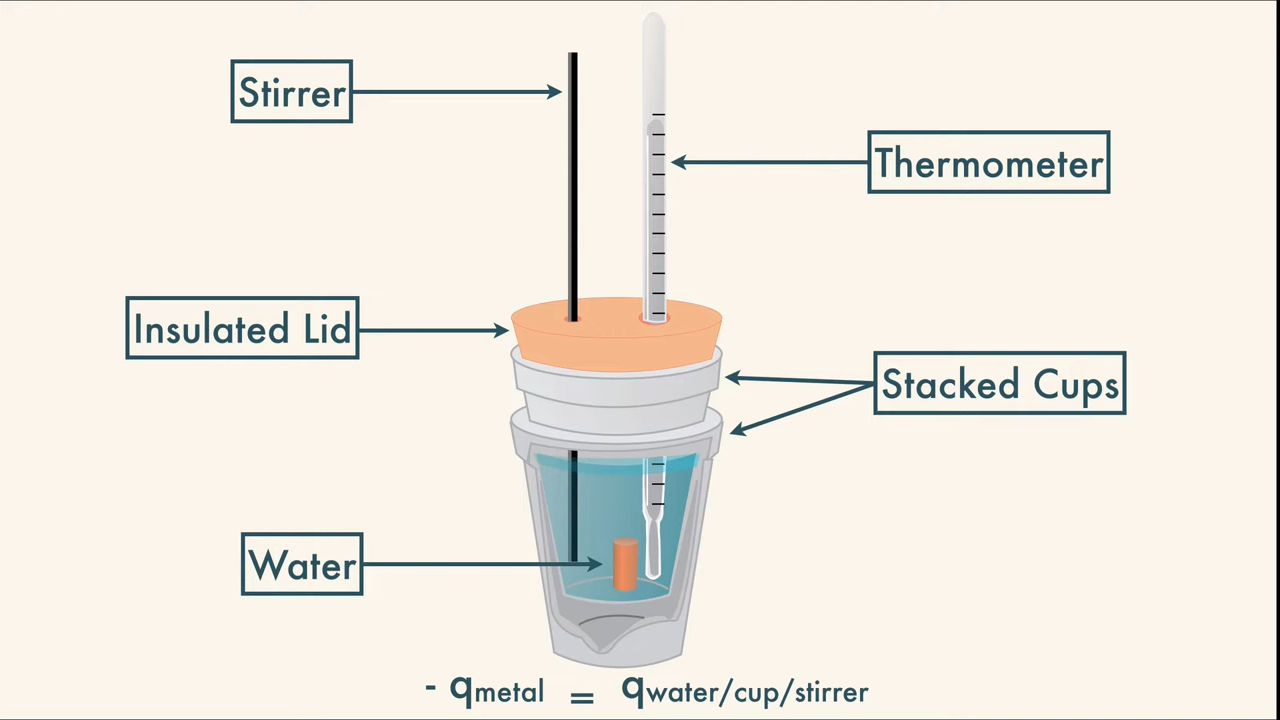 Stirrer
Thermometer
Insulated Lid
Stacked Cups
Water
- qmetal = qwater/cup/stirrer